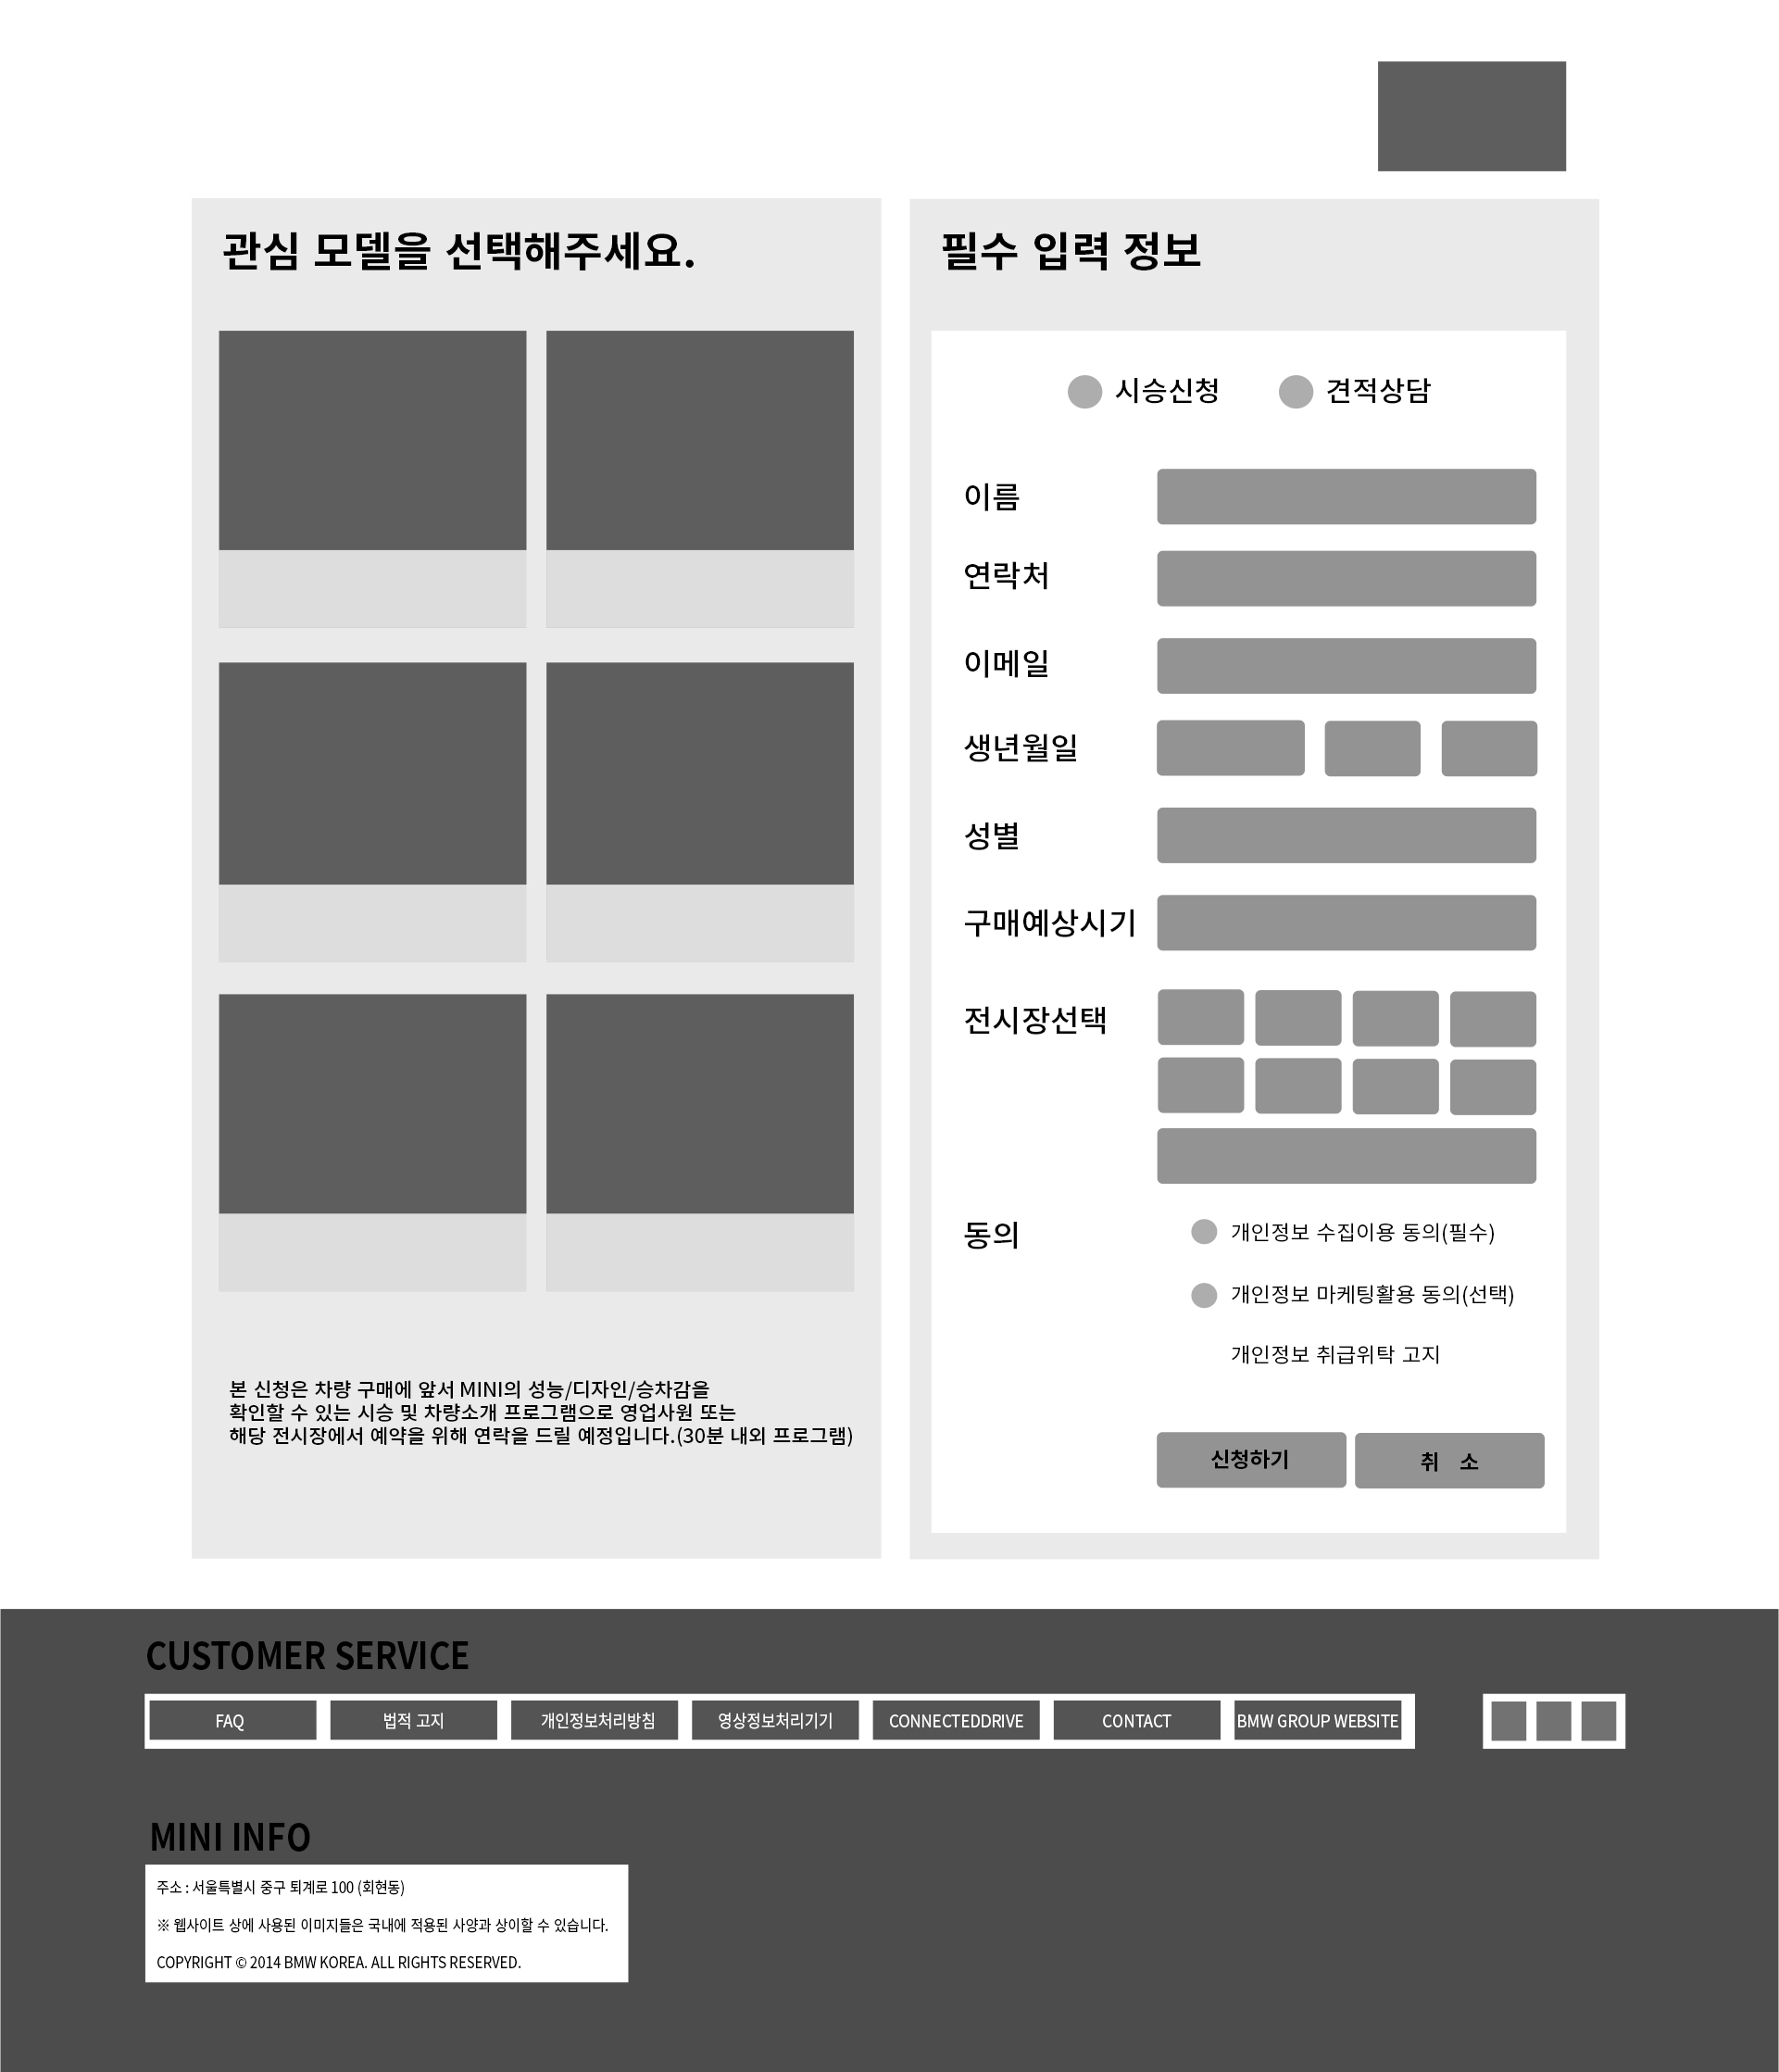 관심 모델을 선택해주세요.
본 신청은 차량 구매에 앞서 MINI의 성능/디자인/승차감을
확인할 수 있는 시승 및 차량소개 프로그램으로 영업사원 또는
해당 전시장에서 예약을 위해 연락을 드릴 예정입니다.(30분 내외 프로그램)
필수 입력 정보
시승신청 견적상담
이름
연락처
이메일
생년월일
성별
구매예상시기
전시장선택
동의
개인정보 수집이용 동의(필수)
개인정보 마케팅활용 동의(선택)
개인정보 취급위탁 고지
신청하기 취 소
CUSTOMER SERVICE
FAQ 법적 고지 개인정보처리방침 영상정보처리기기 CONNECTEDDRIVE CONTACT BMW GROUP WEBSITE
MINI INFO
주소 : 서울특별시 중구 퇴계로 100 (회현동)
※ 웹사이트 상에 사용된 이미지들은 국내에 적용된 사양과 상이할 수 있습니다.
COPYRIGHT © 2014 BMW KOREA. ALL RIGHTS RESERVED.